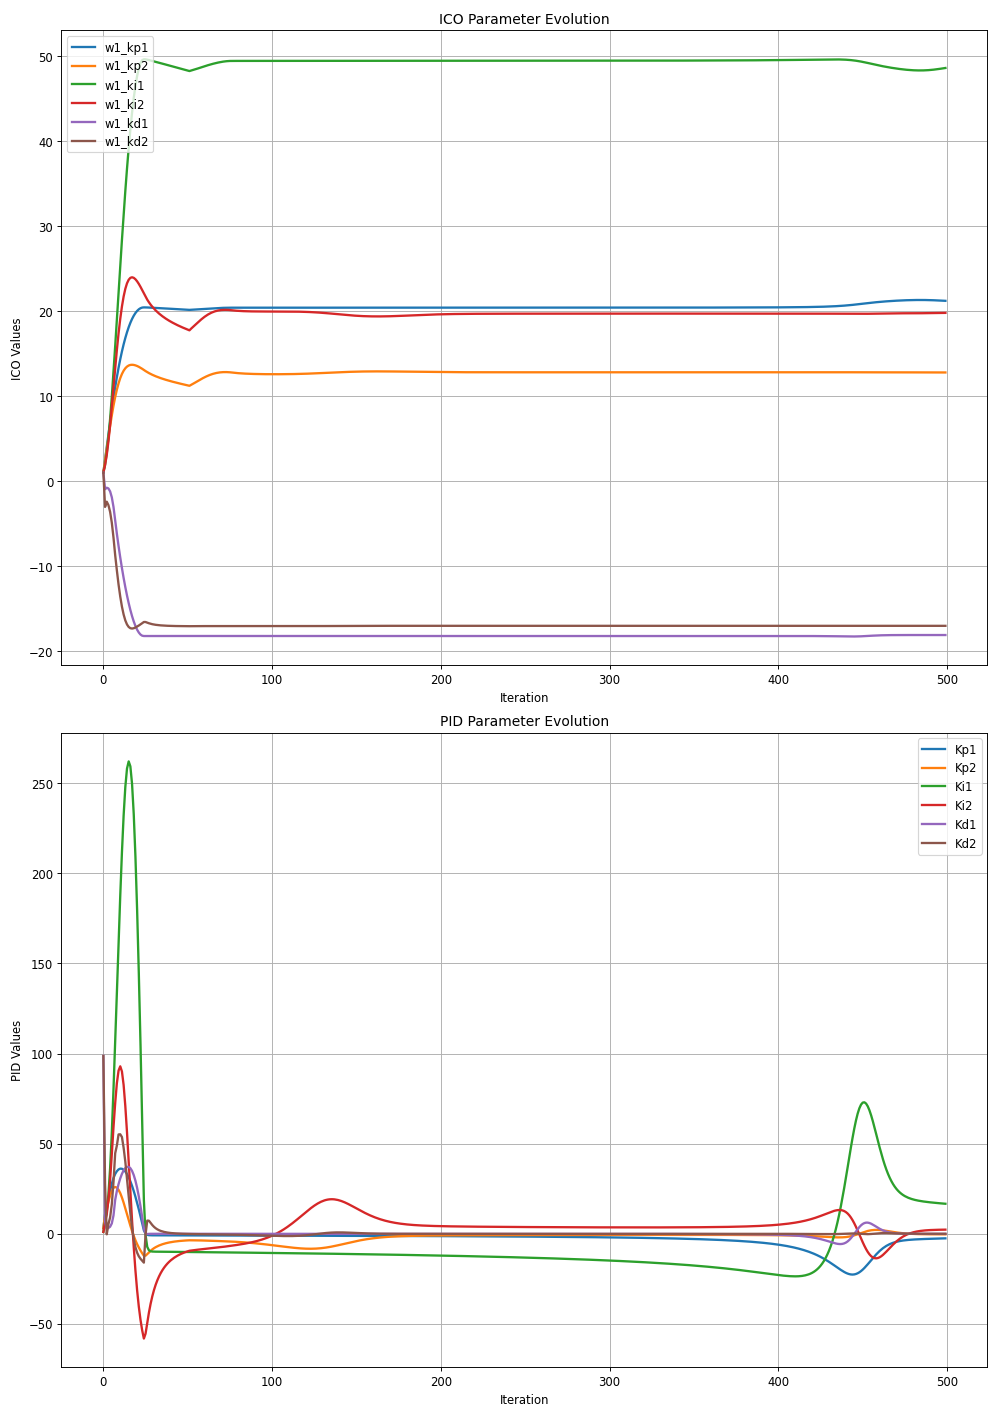 ICO Parameter Evolution
w1_kp1
w1_kp2
w1_ki1
w1_ki2
w1_kd1
w1_kd2
50
40
30
20
10
0
−10
−20
ICO Values
0 100 200 300 400 500
Iteration
PID Parameter Evolution
Kp1
Kp2
Ki1
Ki2
Kd1
Kd2
250
200
150
100
50
0
−50
PID Values
0 100 200 300 400 500
Iteration